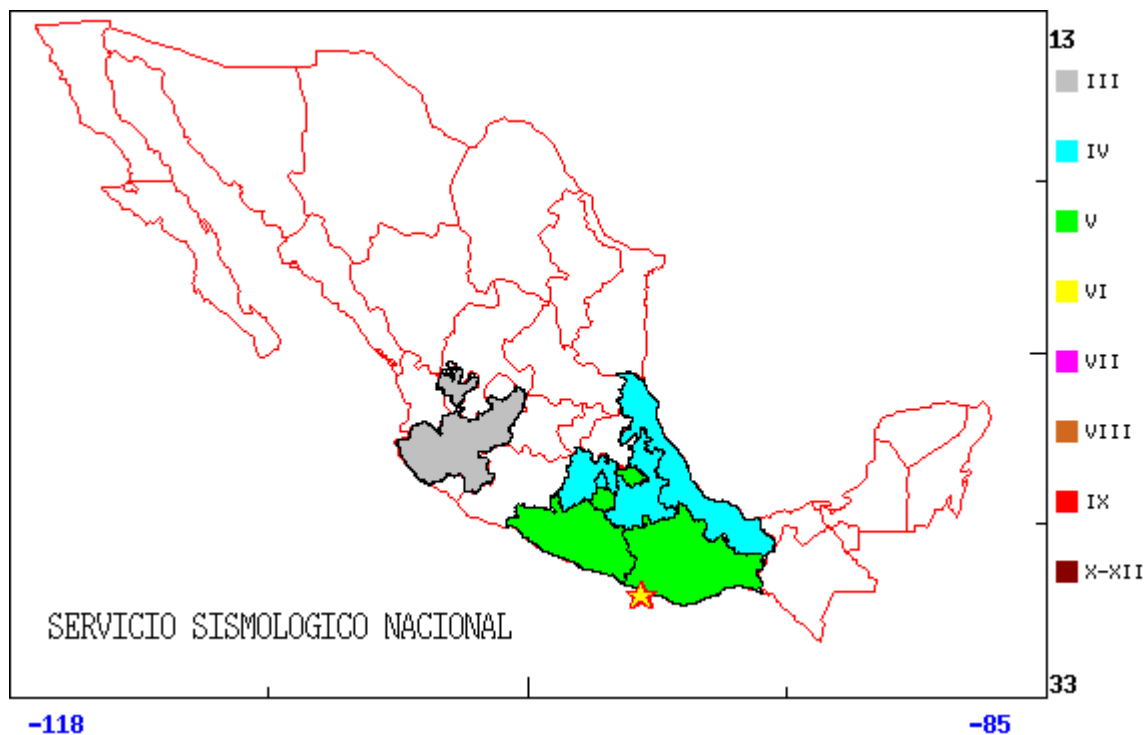 13
III
IV
V
VI
VII
VIII
IX
X-XII
SERVICIO SISMOLOGICO NACIONAL
33
-118
-85